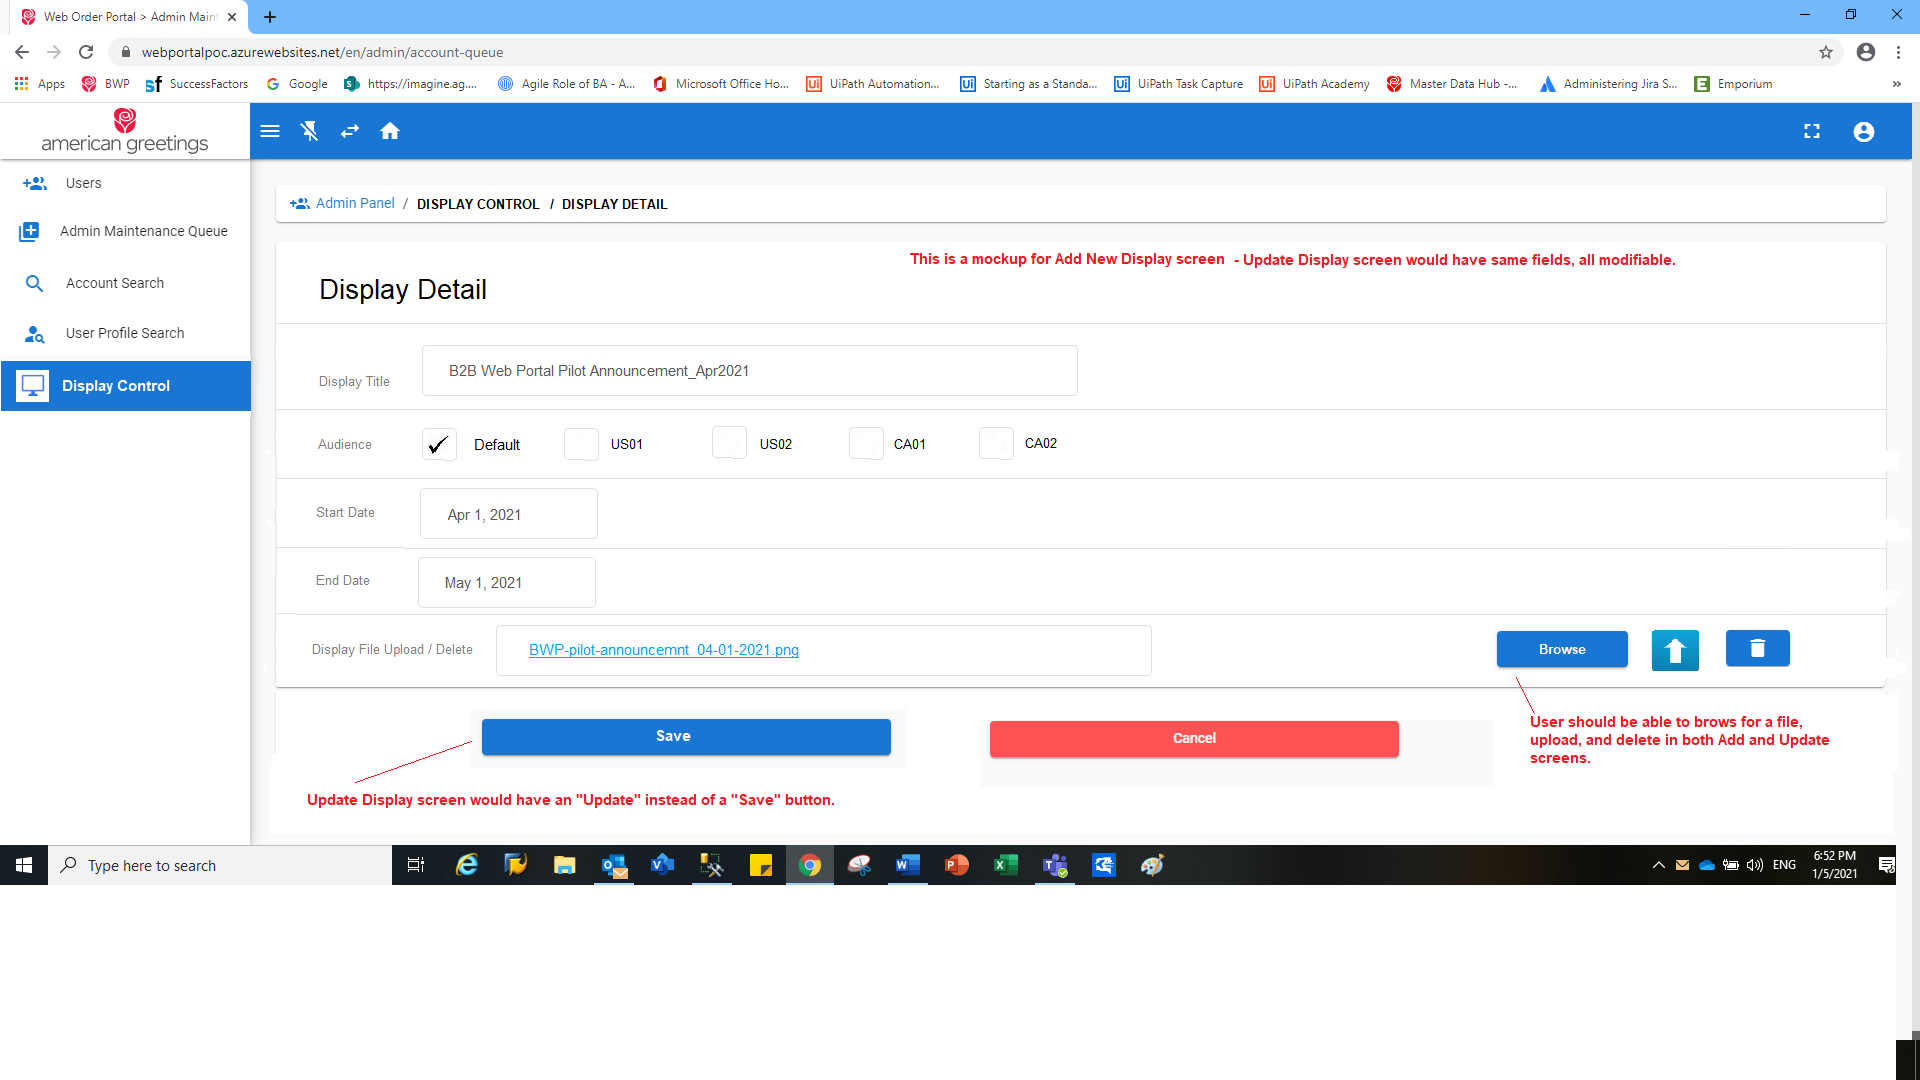 Web Order Portal > Admin Maint
webportalpoc.azurewebsites.net/en/admin/account-queue
Apps
BWP
SuccessFactors
Google
https://imagine.ag....
Agile Role of BA - A...
Microsoft Office Ho...
UiPath Automation...
Starting as a Standa...
UiPath Task Capture
UiPath Academy
Master Data Hub -...
Administering Jira S...
Emporium
»
american greetings
Users
Admin Maintenance Queue
Account Search
User Profile Search
Display Control
Admin Panel / DISPLAY CONTROL / DISPLAY DETAIL
This is a mockup for Add New Display screen - Update Display screen would have same fields, all modifiable.
Display Detail
Display Title
B2B Web Portal Pilot Announcement_Apr2021
Audience
Default
US01
US02
CA01
CA02
Start Date
Apr 1, 2021
End Date
May 1, 2021
Display File Upload / Delete
BWP-pilot-announcemnt_04-01-2021.png
Browse
User should be able to brows for a file,
upload, and delete in both Add and Update
screens.
Save
Cancel
Update Display screen would have an "Update" instead of a "Save" button.
Type here to search
ENG
6:52 PM
1/5/2021